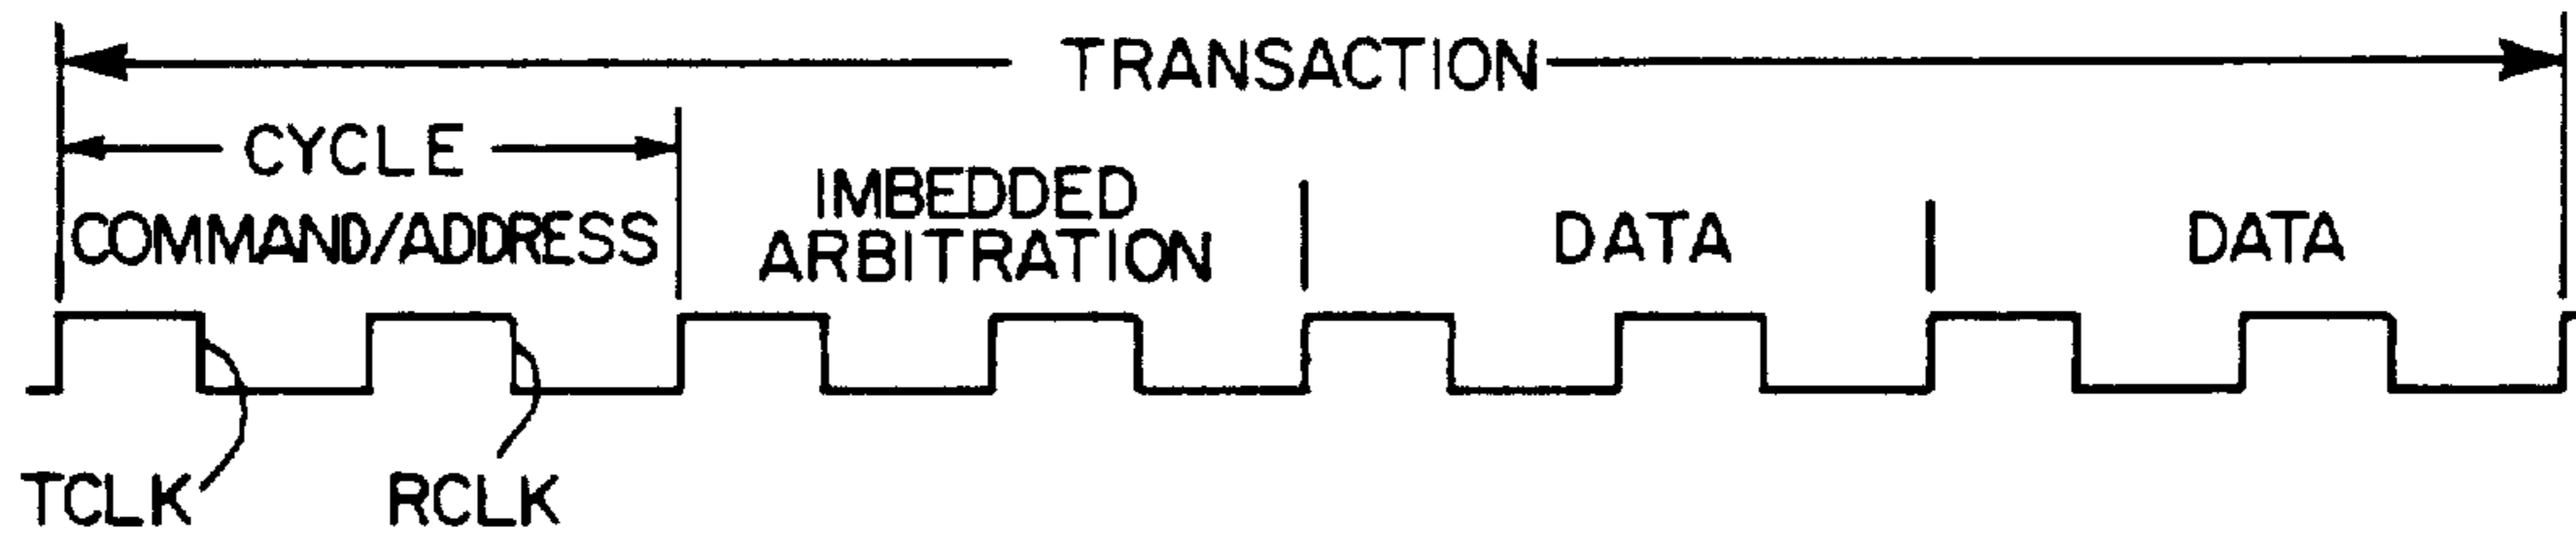 TRANSACTION
CYCLE
COMMAND/ADDRESS
IMBEDDED
ARBITRATION
DATA
DATA
TCLK
RCLK